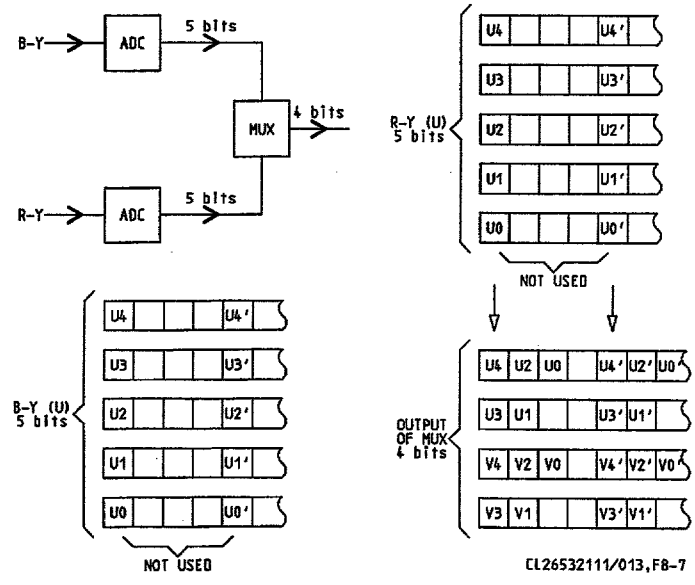 B-Y
ADC
5 bits
MUX
4 bits
R-Y
ADC
5 bits
R-Y (U)
5 bits
U4 U4'
U3 U3'
U2 U2'
U1 U1'
U0 U0'
NOT USED
B-Y (U)
5 bits
U4 U4'
U3 U3'
U2 U2'
U1 U1'
U0 U0'
NOT USED
OUTPUT
OF MUX
4 bits
U4 U2 U0 U4' U2' U0'
U3 U1 U3' U1'
V4 V2 V0 V4' V2' V0'
V3 V1 V3' V1'
CL26532111/013,F8-7